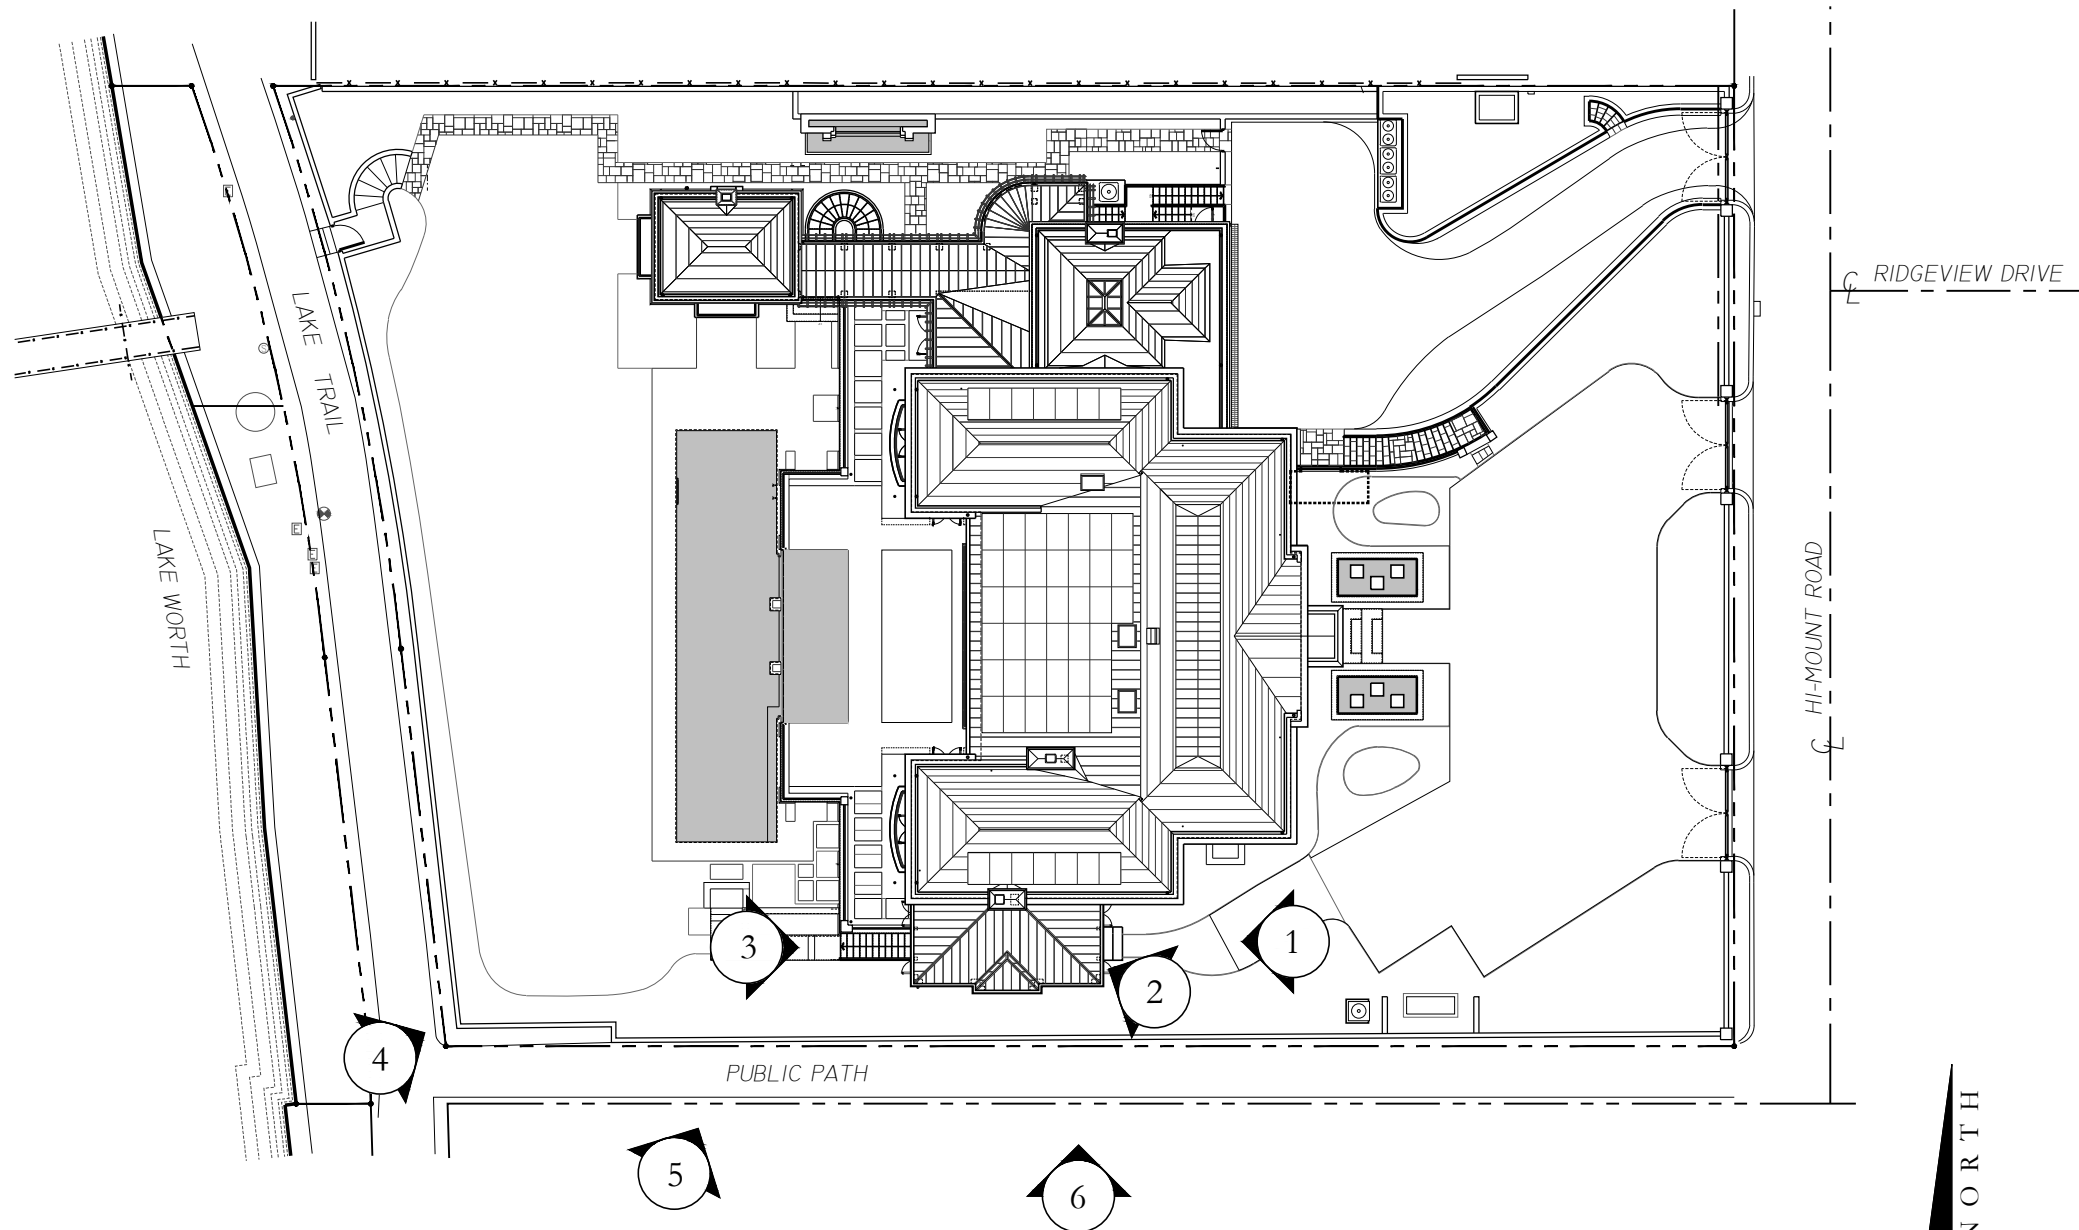 RIDGEVIEW DRIVE
LAKE TRAIL
LAKE WORTH
HI-MOUNT ROAD
3
1
2
4
PUBLIC PATH
5
6
NORTH